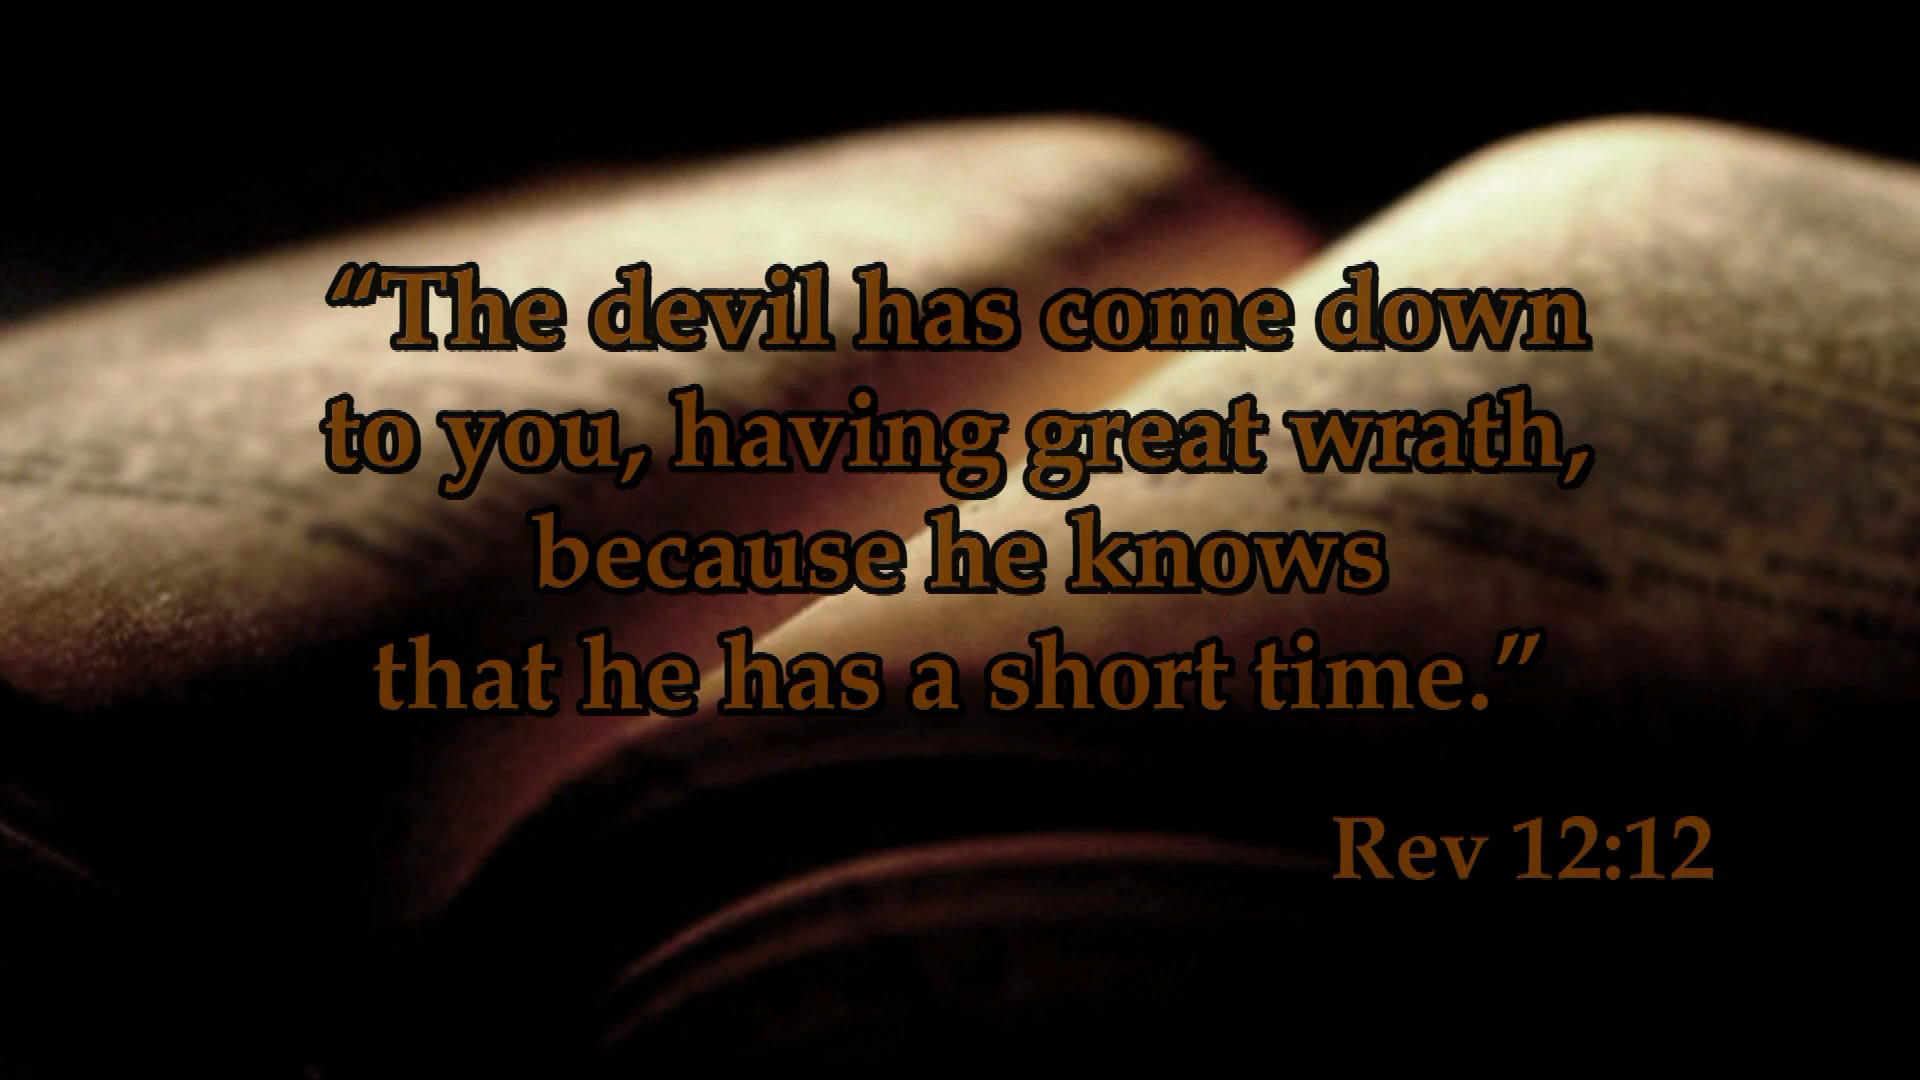 “The devil has come down
to you, having great wrath,
because he knows
that he has a short time.”
Rev 12:12